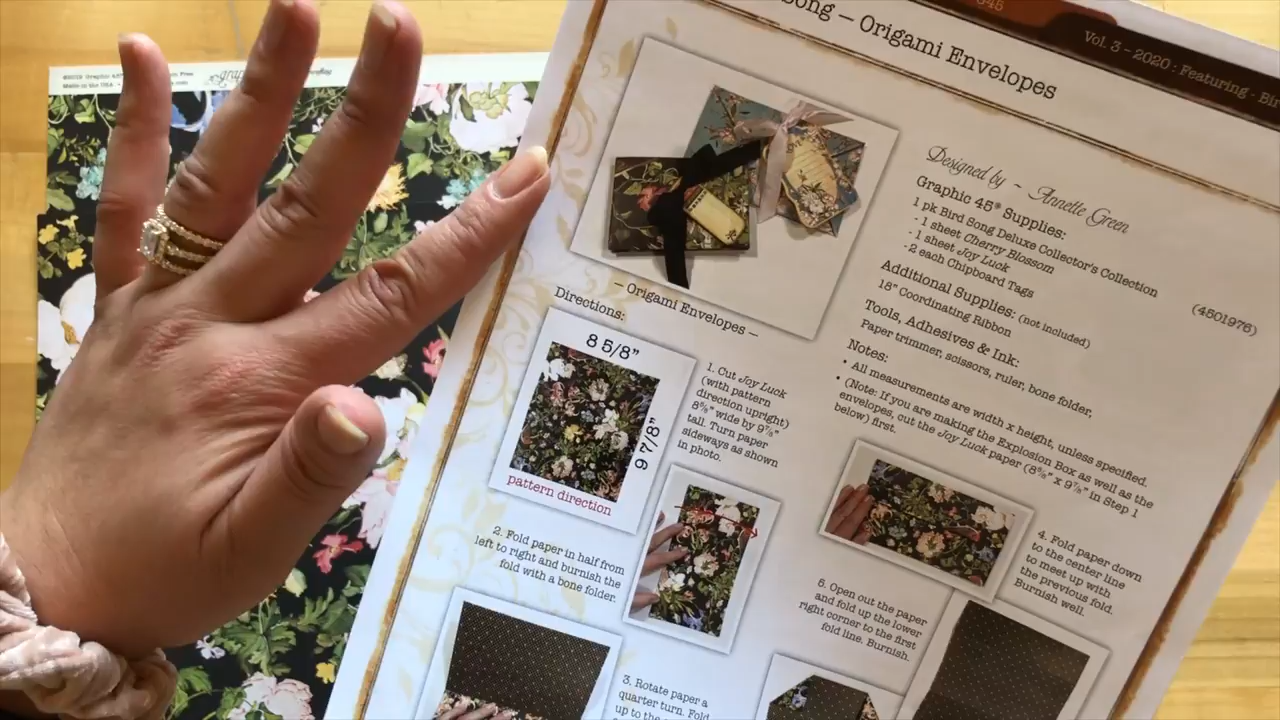 ©2019 Graphic 45
Made in the USA
545
Vol. 3 – 2020 : Featuring - Bi
Song – Origami Envelopes
Designed by ~ Annette Green
Graphic 45® Supplies:
1 pk Bird Song Deluxe Collector's Collection (4501976)
- 1 sheet Cherry Blossom
- 1 sheet Joy Luck
- 2 each Chipboard Tags
Additional Supplies: (not included)
18" Coordinating Ribbon
Tools, Adhesives & Ink:
Paper trimmer, scissors, ruler, bone folder,
Notes:
• All measurements are width x height, unless specified.
• (Note: If you are making the Explosion Box as well as the
envelopes, cut the Joy Luck paper (8⅝" x 9⅞" in Step 1
below) first.
— Origami Envelopes —
Directions:
8 5/8"
9 7/8"
pattern direction
1. Cut Joy Luck
(with pattern
direction upright)
8⅝" wide by 9⅞"
tall. Turn paper
sideways as shown
in photo.
2. Fold paper in half from
left to right and burnish the
fold with a bone folder.
3. Rotate paper a
quarter turn. Fold
up to the
4. Fold paper down
to the center line
to meet up with
the previous fold.
Burnish well.
6. Open out the paper
and fold up the lower
right corner to the first
fold line. Burnish.